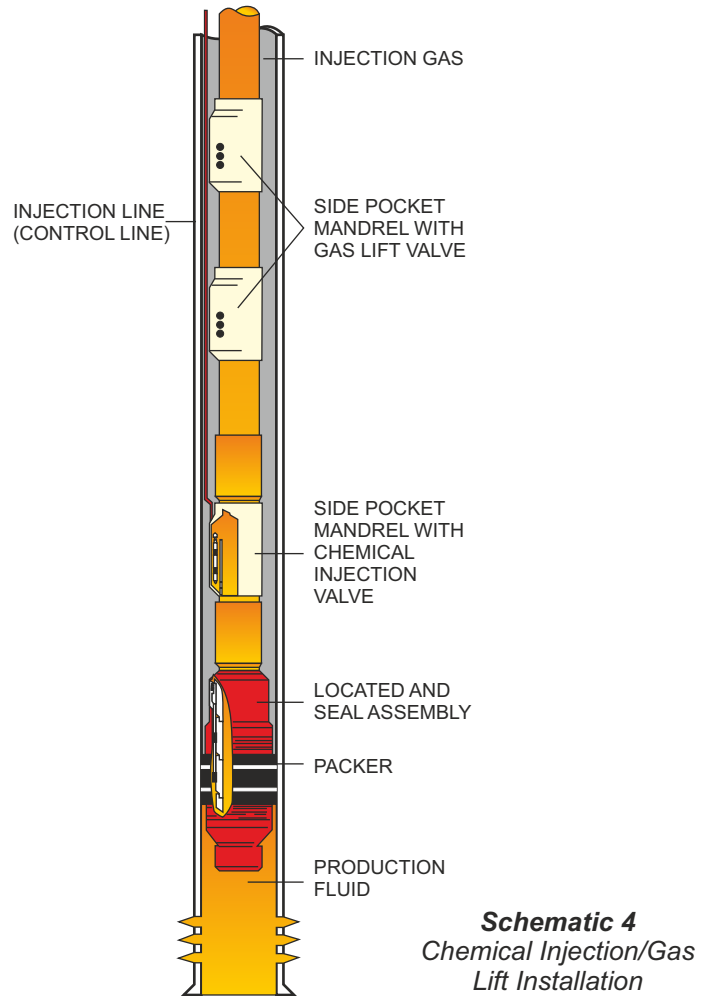 INJECTION GAS
INJECTION LINE
(CONTROL LINE)
SIDE POCKET
MANDREL WITH
GAS LIFT VALVE
SIDE POCKET
MANDREL WITH
CHEMICAL
INJECTION
VALVE
LOCATED AND
SEAL ASSEMBLY
PACKER
PRODUCTION
FLUID
Schematic 4
Chemical Injection/Gas
Lift Installation